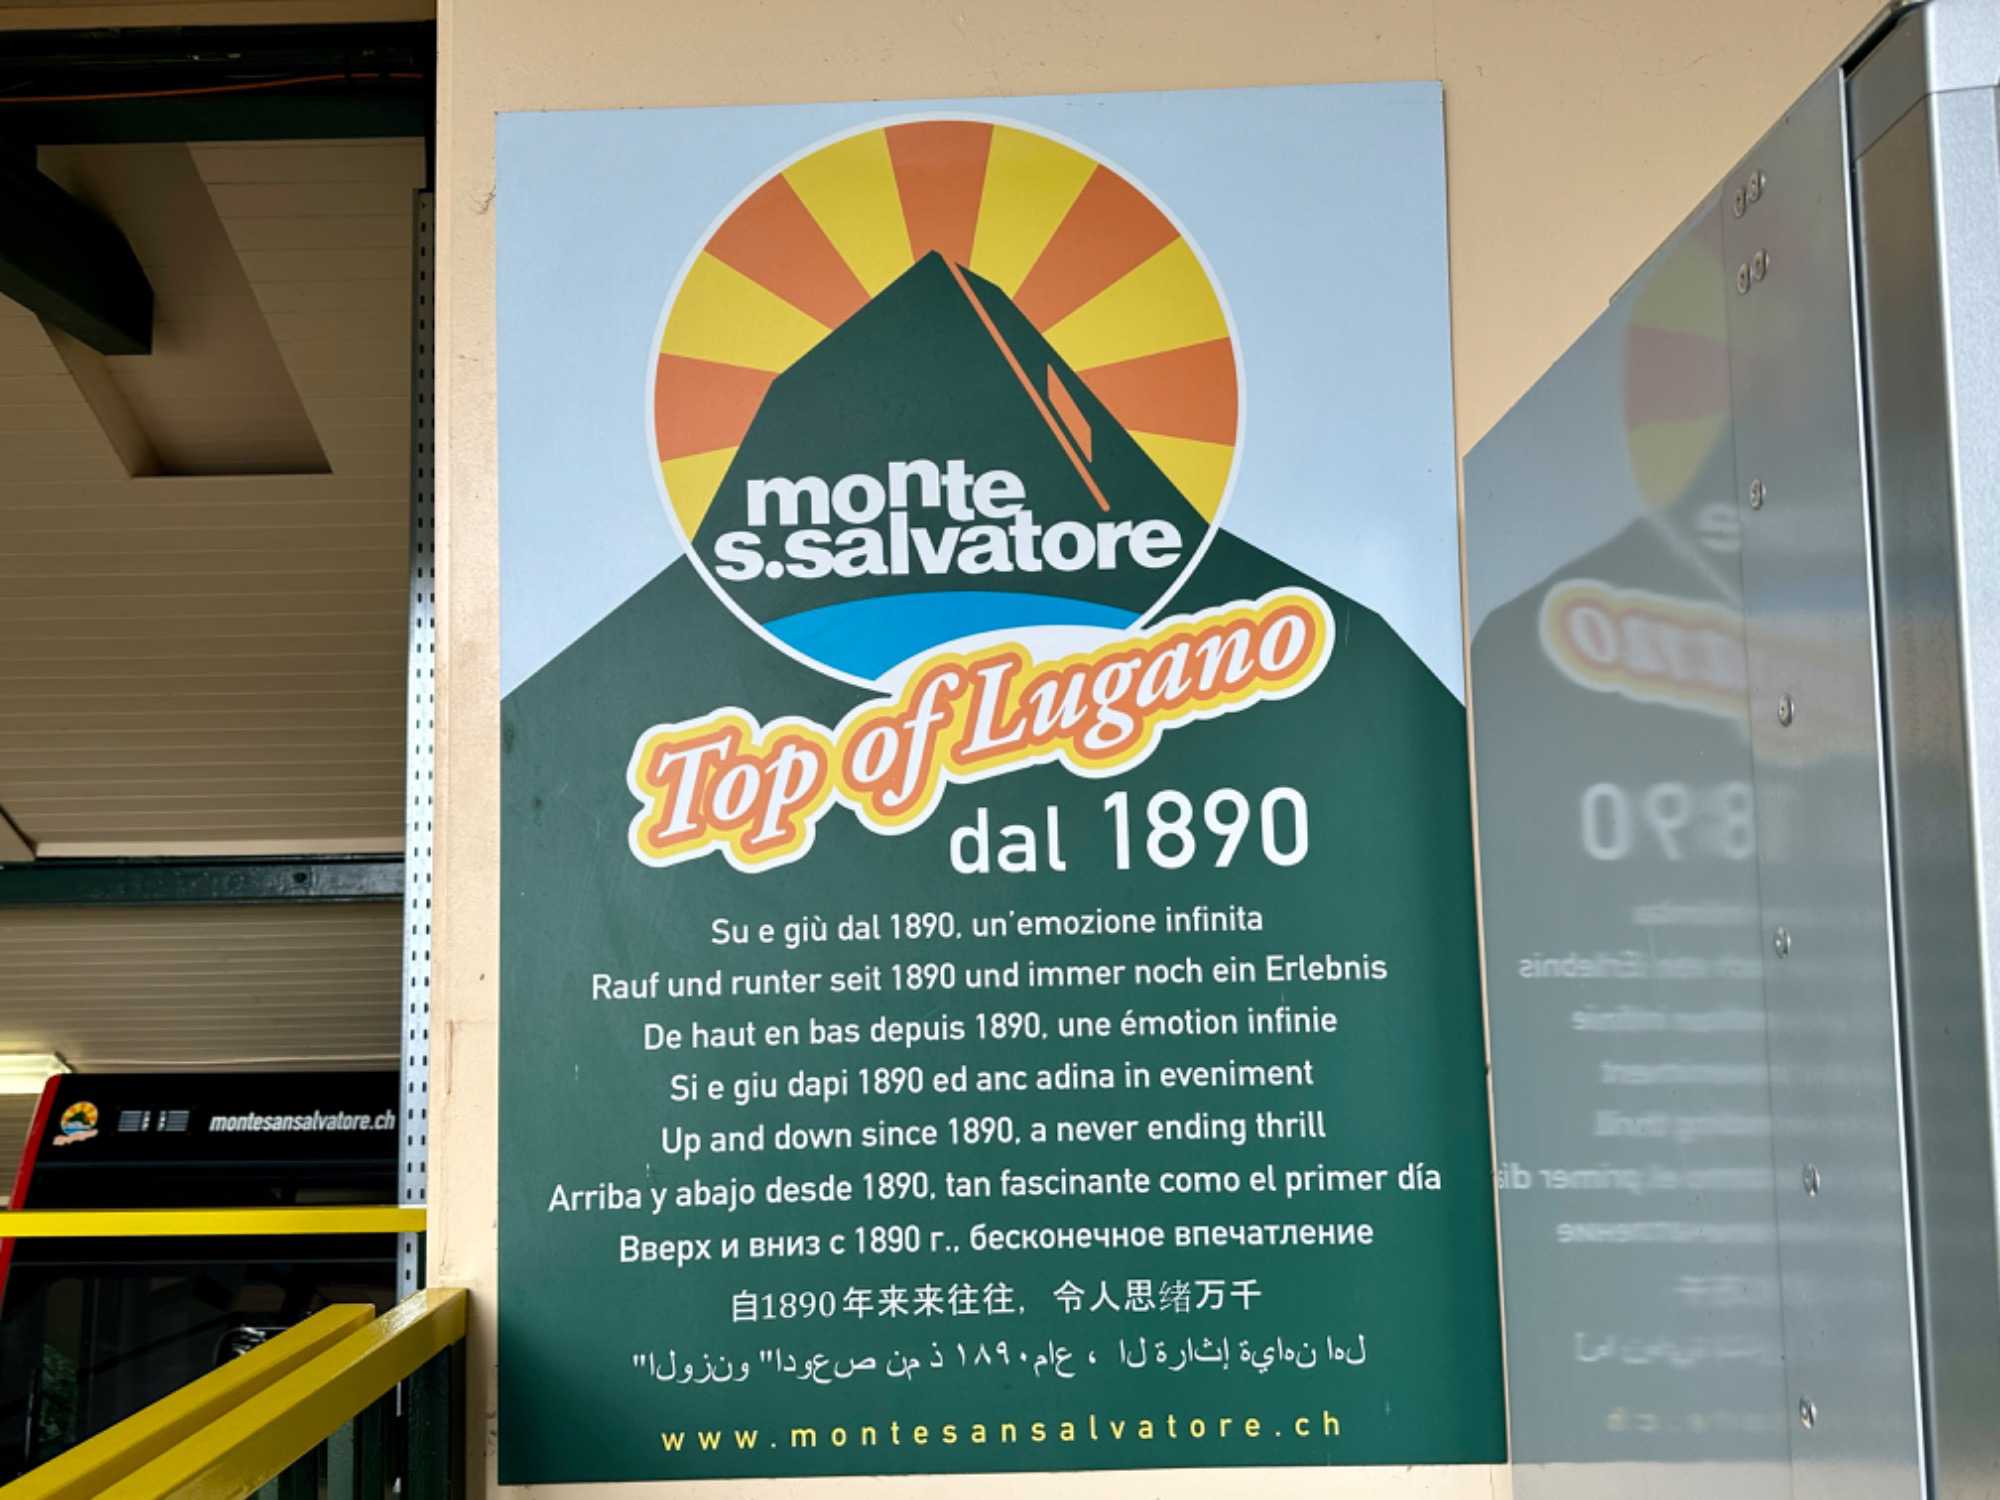 monte
s.salvatore
Top of Lugano
dal 1890
Su e giù dal 1890, un'emozione infinita
Rauf und runter seit 1890 und immer noch ein Erlebnis
De haut en bas depuis 1890, une émotion infinie
Si e giu dapi 1890 ed anc adina in eveniment
Up and down since 1890, a never ending thrill
Arriba y abajo desde 1890, tan fascinante como el primer día
Вверх и вниз с 1890 г., бесконечное впечатление
自1890年来来往往, 令人思绪万千
www.montesansalvatore.ch
montesansalvatore.ch